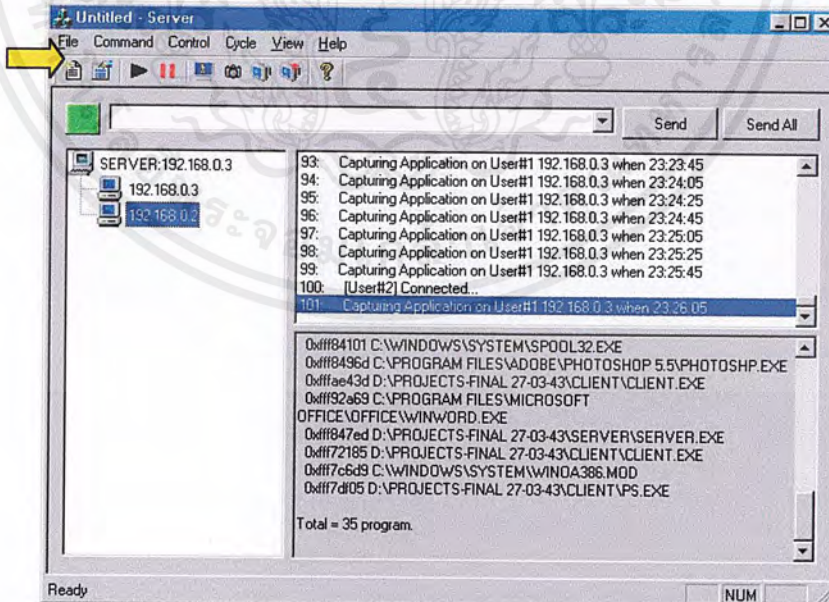 Untitled - Server
File Command Control Cycle View Help
Send Send All
SERVER:192.168.0.3
192.168.0.3
192.168.0.2
93: Capturing Application on User#1 192.168.0.3 when 23:23:45
94: Capturing Application on User#1 192.168.0.3 when 23:24:05
95: Capturing Application on User#1 192.168.0.3 when 23:24:25
96: Capturing Application on User#1 192.168.0.3 when 23:24:45
97: Capturing Application on User#1 192.168.0.3 when 23:25:05
98: Capturing Application on User#1 192.168.0.3 when 23:25:25
99: Capturing Application on User#1 192.168.0.3 when 23:25:45
100: [User#2] Connected...
101: Capturing Application on User#1 192.168.0.3 when 23:26:05
0xfff84101 C:\WINDOWS\SYSTEM\SPOOL32.EXE
0xfff8496d C:\PROGRAM FILES\ADOBE\PHOTOSHOP 5.5\PHOTOSHP.EXE
0xfffae43d D:\PROJECTS-FINAL 27-03-43\CLIENT\CLIENT.EXE
0xfff92a69 C:\PROGRAM FILES\MICROSOFT
OFFICE\OFFICE\WINWORD.EXE
0xfff847ed D:\PROJECTS-FINAL 27-03-43\SERVER\SERVER.EXE
0xfff72185 D:\PROJECTS-FINAL 27-03-43\CLIENT\CLIENT.EXE
0xfff7c6d9 C:\WINDOWS\SYSTEM\WINOA386.MOD
0xfff7df05 D:\PROJECTS-FINAL 27-03-43\CLIENT\PS.EXE
Total = 35 program.
Ready NUM